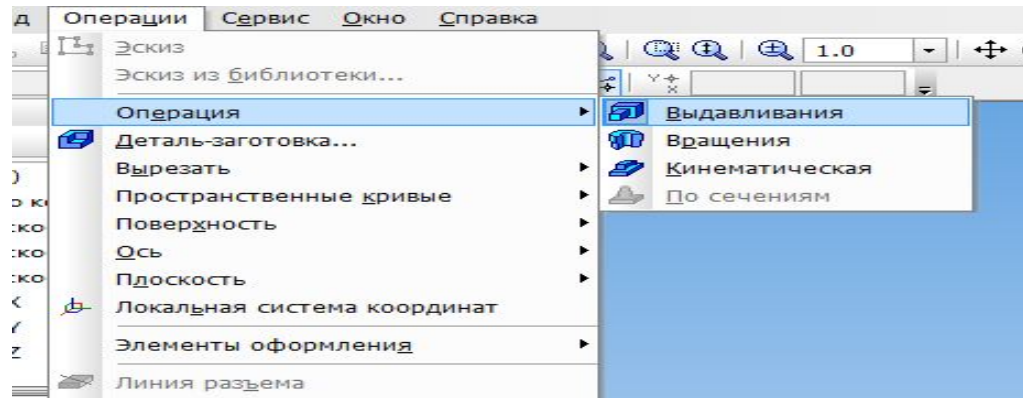 д Операции Сервис Окно Справка
Эскиз
1.0
Эскиз из библиотеки...
Операция
Выдавливания
Деталь-заготовка...
Вращения
Вырезать
Кинематическая
Пространственные кривые
По сечениям
Поверхность
Ось
Плоскость
Локальная система координат
Элементы оформления
Линия разъема